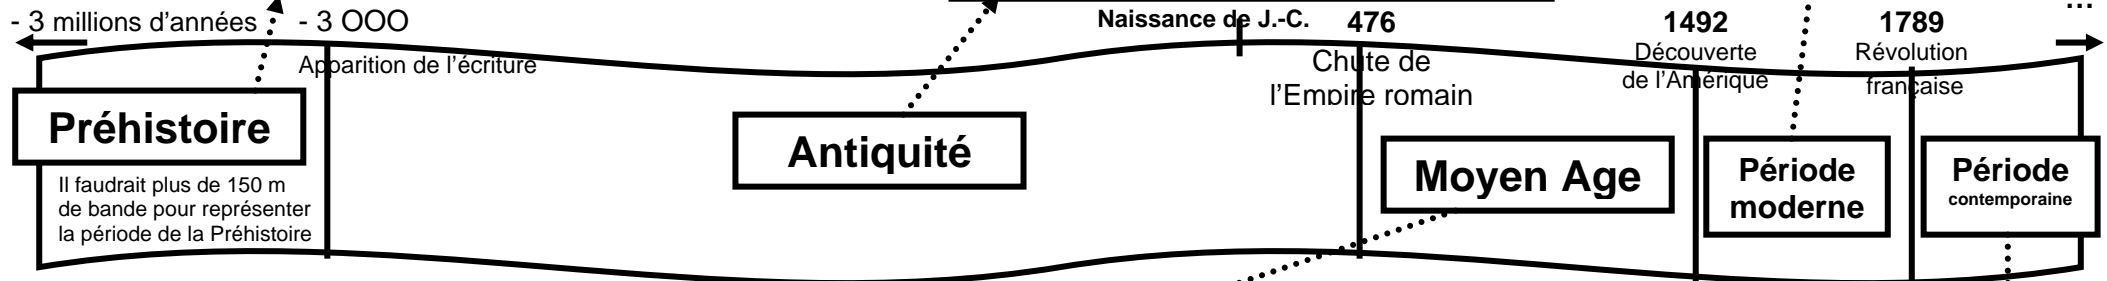 - 3 millions d’années
- 3 OOO
Apparition de l’écriture
Naissance de J.-C.
476
Chute de
l’Empire romain
1492
Découverte
de l’Amérique
1789
Révolution
française
...
Préhistoire
Il faudrait plus de 150 m
de bande pour représenter
la période de la Préhistoire
Antiquité
Moyen Age
Période
moderne
Période
contemporaine